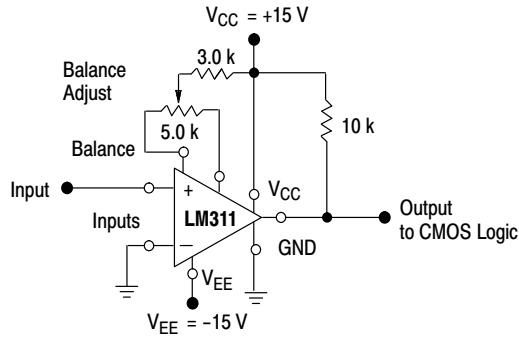 V_CC = +15 V
3.0 k
Balance
Adjust
5.0 k
10 k
Balance
Input
+
V_CC
Inputs
LM311
Output
to CMOS Logic
−
GND
V_EE
V_EE = −15 V